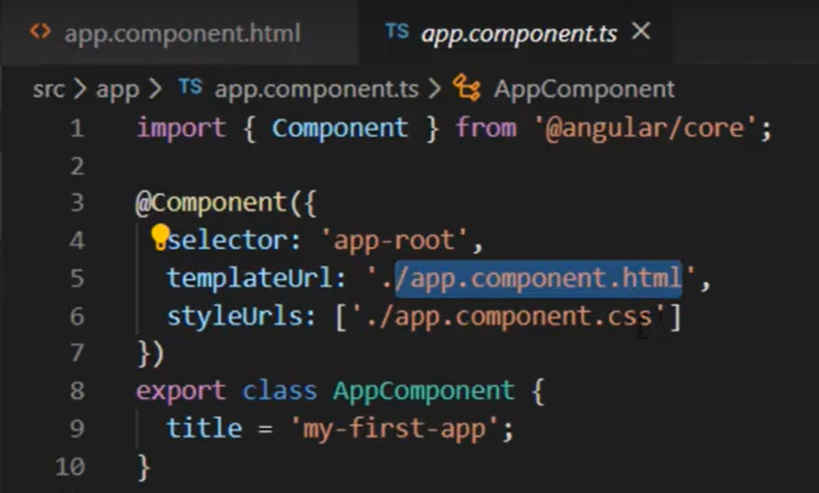 app.component.html TS app.component.ts
src > app > TS app.component.ts > AppComponent
1 import { Component } from '@angular/core';
2
3 @Component({
4 selector: 'app-root',
5 templateUrl: './app.component.html',
6 styleUrls: ['./app.component.css']
7 })
8 export class AppComponent {
9 title = 'my-first-app';
10 }